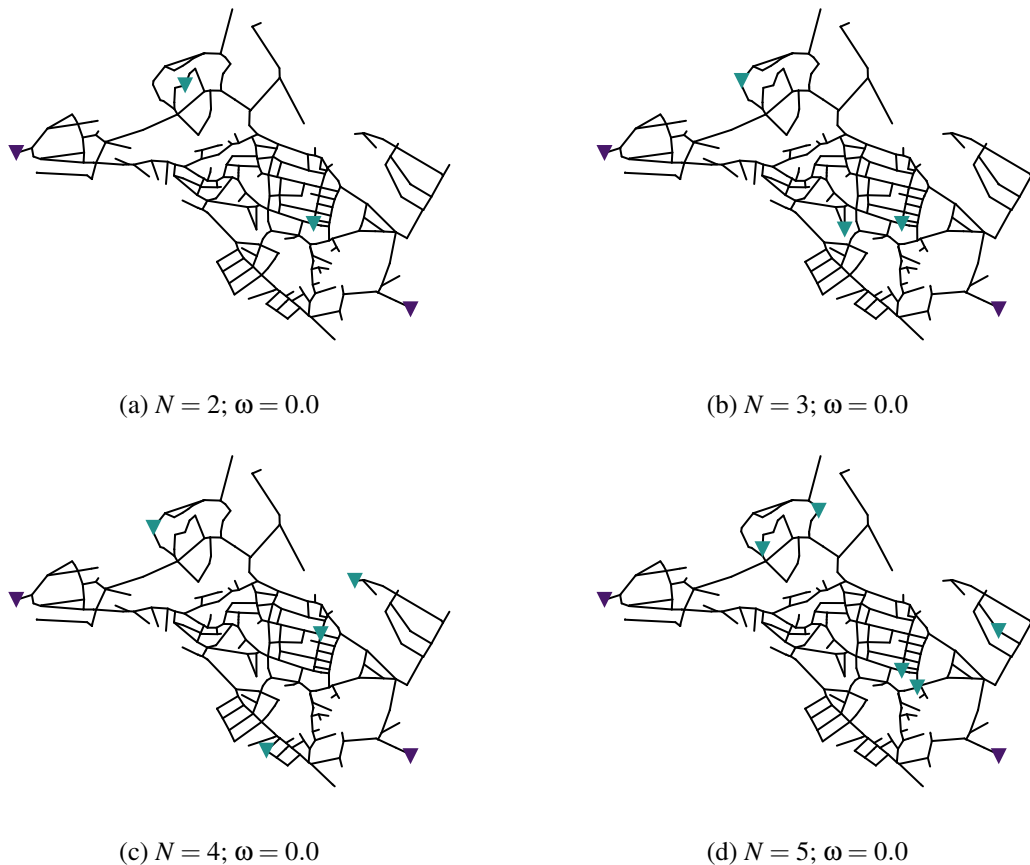 (a) N = 2; ω = 0.0
(b) N = 3; ω = 0.0
(c) N = 4; ω = 0.0
(d) N = 5; ω = 0.0